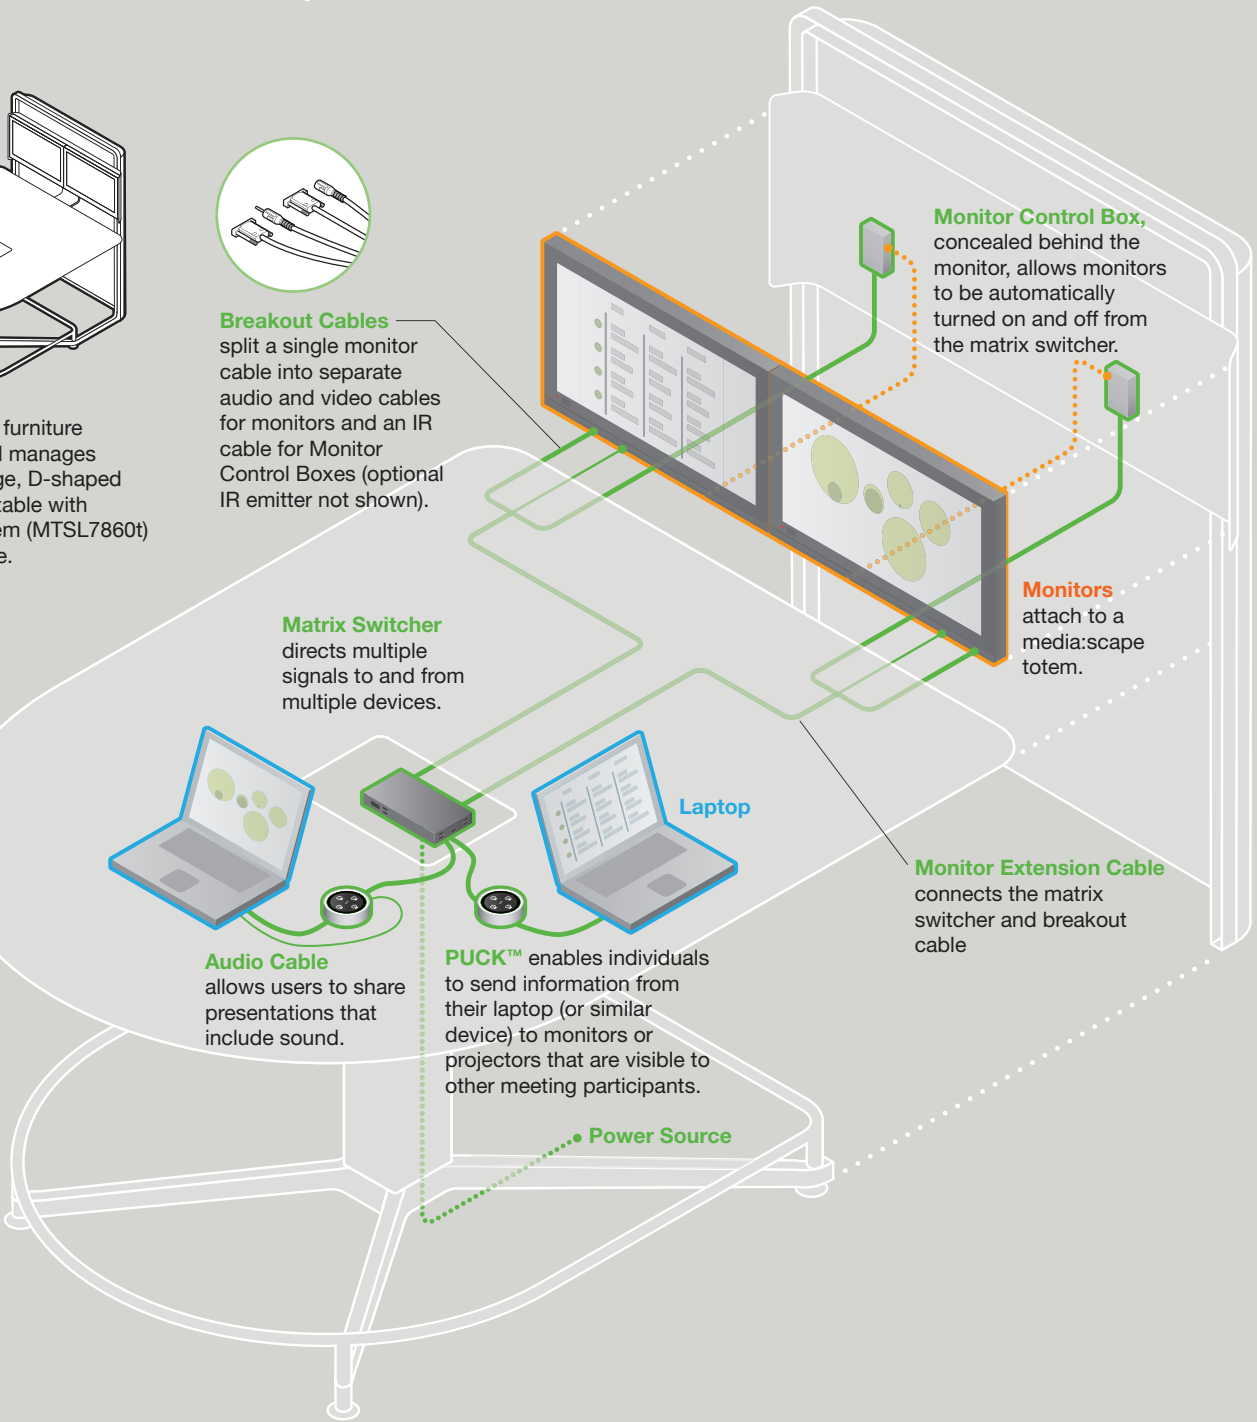 furniture
manages
D-shaped
table with
(MTSL7860t)
Breakout Cables
split a single monitor
cable into separate
audio and video cables
for monitors and an IR
cable for Monitor
Control Boxes (optional
IR emitter not shown).
Monitor Control Box,
concealed behind the
monitor, allows monitors
to be automatically
turned on and off from
the matrix switcher.
Monitors
attach to a
media:scape
totem.
Matrix Switcher
directs multiple
signals to and from
multiple devices.
Laptop
Monitor Extension Cable
connects the matrix
switcher and breakout
cable
Audio Cable
allows users to share
presentations that
include sound.
PUCK™ enables individuals
to send information from
their laptop (or similar
device) to monitors or
projectors that are visible to
other meeting participants.
Power Source